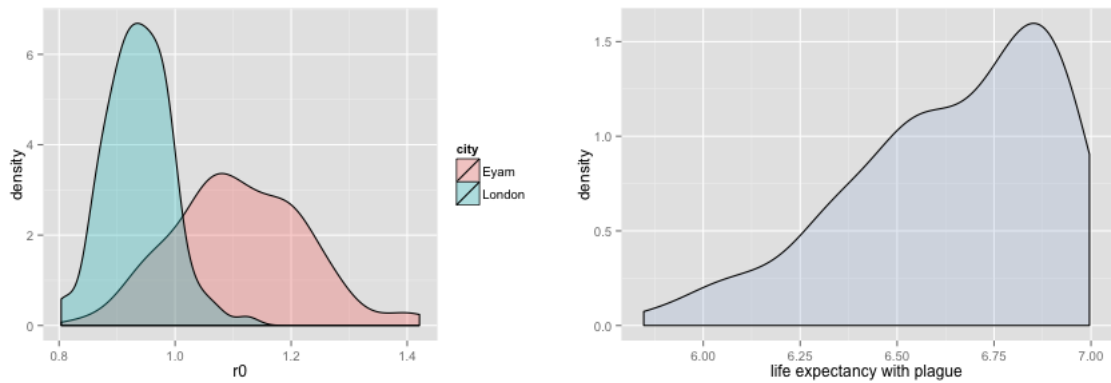 density
6
4
2
0
0.8 1.0 1.2 1.4
r0
city
Eyam
London
density
1.5
1.0
0.5
0.0
6.00 6.25 6.50 6.75 7.00
life expectancy with plague